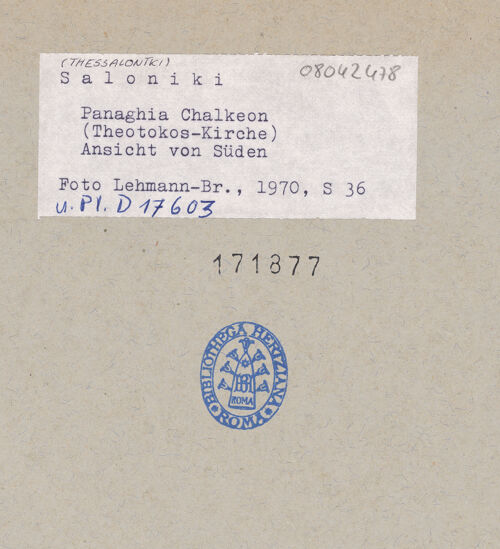 (THESSALONIKI)
08042478
Saloniki
Panaghia Chalkeon
(Theotokos-Kirche)
Ansicht von Süden
Foto Lehmann-Br., 1970, S 36
u. Pl. D 17603
171877
BIBLIOTHECA HERTZIANA
ROMA
ROMA